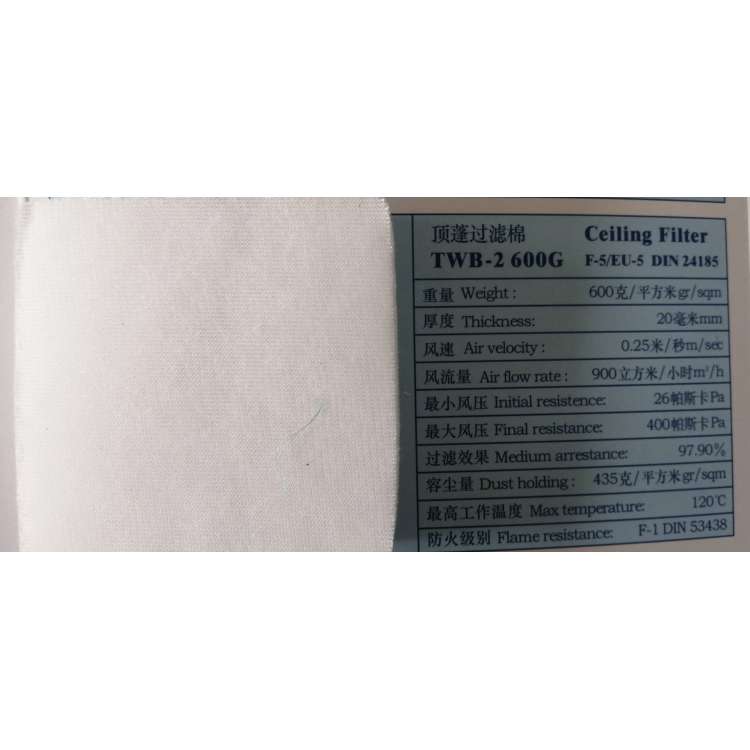 顶蓬过滤棉 Ceiling Filter
TWB-2 600G F-5/EU-5 DIN 24185
重量 Weight : 600克/平方米gr/sqm
厚度 Thickness: 20毫米mm
风速 Air velocity : 0.25米/秒m/sec
风流量 Air flow rate : 900立方米/小时m³/h
最小风压 Initial resistence: 26帕斯卡Pa
最大风压 Final resistance: 400帕斯卡Pa
过滤效果 Medium arrestance: 97.90%
容尘量 Dust holding : 435克/平方米gr/sqm
最高工作温度 Max temperature: 120℃
防火级别 Flame resistance: F-1 DIN 53438